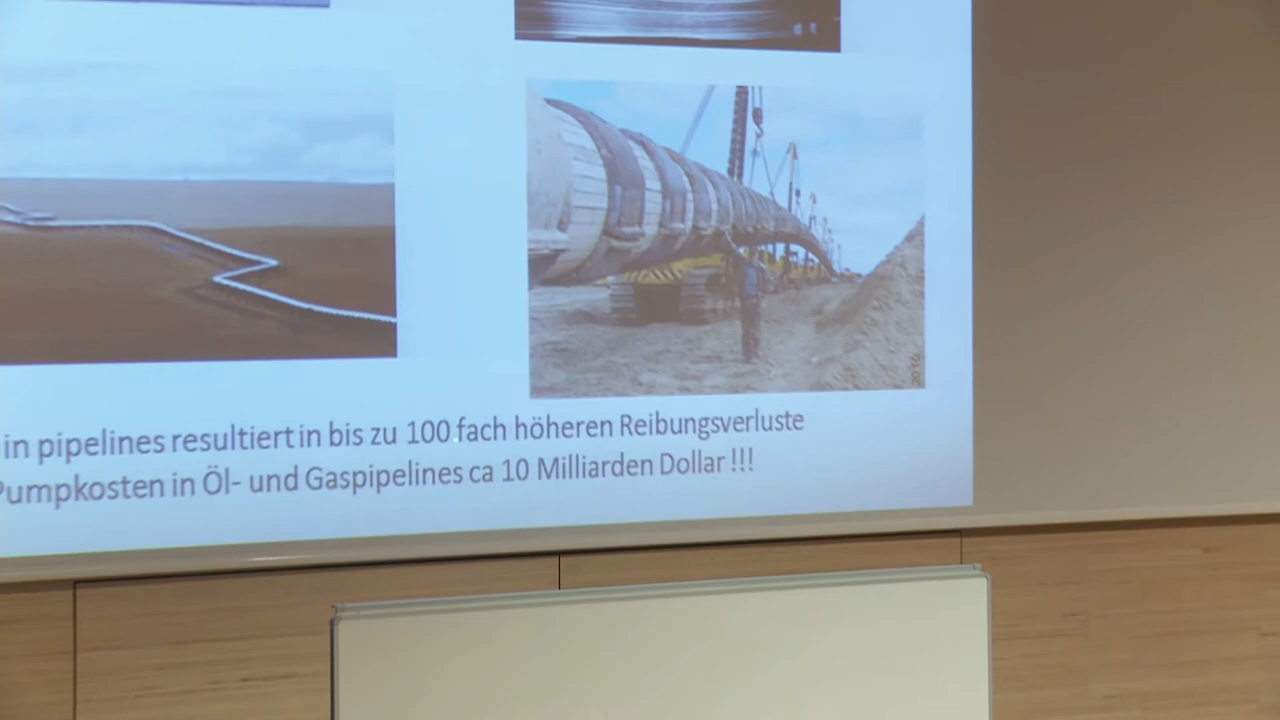 in pipelines resultiert in bis zu 100 fach höheren Reibungsverluste
Pumpkosten in Öl- und Gaspipelines ca 10 Milliarden Dollar !!!
2016